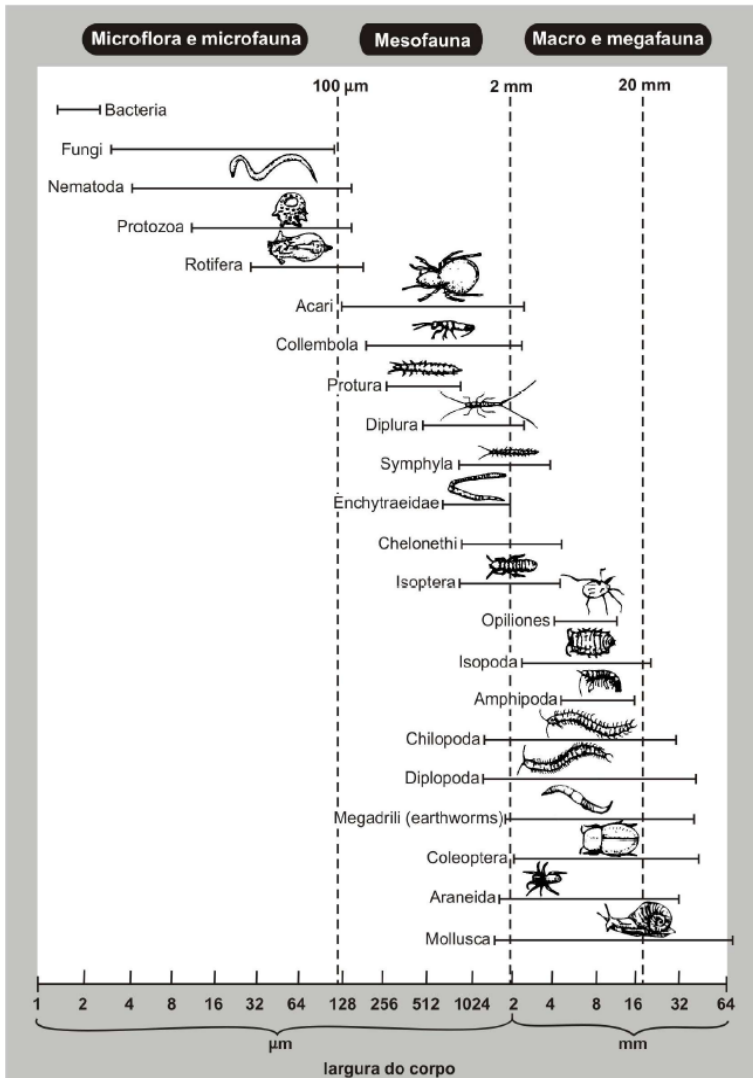 Microflora e microfauna
Mesofauna
Macro e megafauna
100 µm
2 mm
20 mm
Bacteria
Fungi
Nematoda
Protozoa
Rotifera
Acari
Collembola
Protura
Diplura
Symphyla
Enchytraeidae
Chelonethi
Isoptera
Opiliones
Isopoda
Amphipoda
Chilopoda
Diplopoda
Megadrili (earthworms)
Coleoptera
Araneida
Mollusca
1 2 4 8 16 32 64 128 256 512 1024 2 4 8 16 32 64
µm
mm
largura do corpo